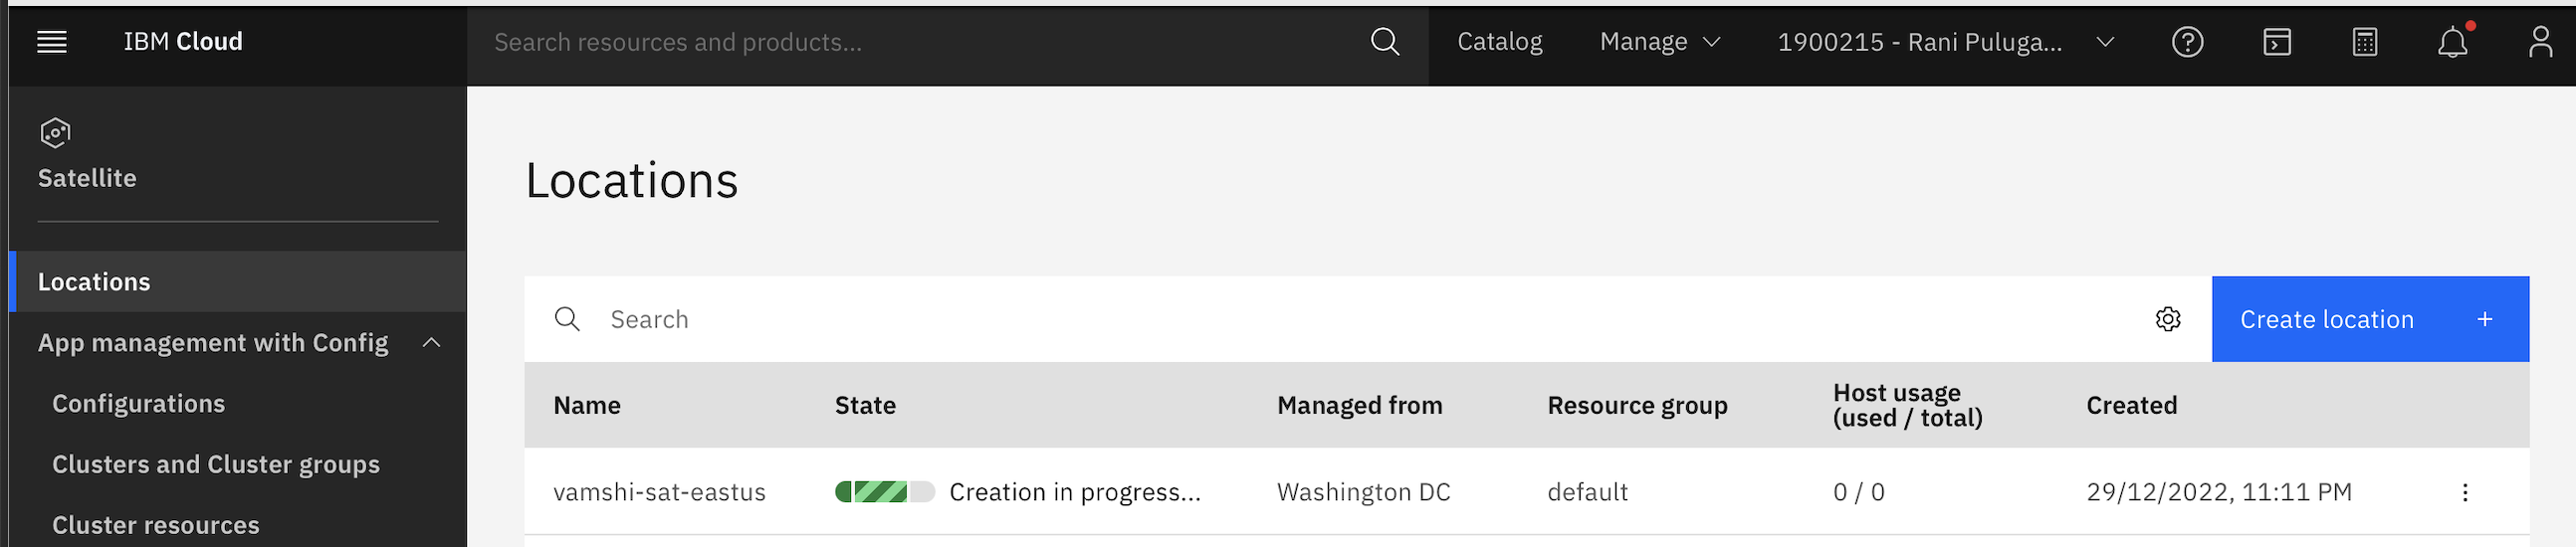 IBM Cloud
Search resources and products...
Catalog
Manage
1900215 - Rani Puluga...
Satellite
Locations
App management with Config
Configurations
Clusters and Cluster groups
Cluster resources
Locations
Search
Create location +
Name State Managed from Resource group Host usage (used / total) Created
vamshi-sat-eastus Creation in progress... Washington DC default 0 / 0 29/12/2022, 11:11 PM